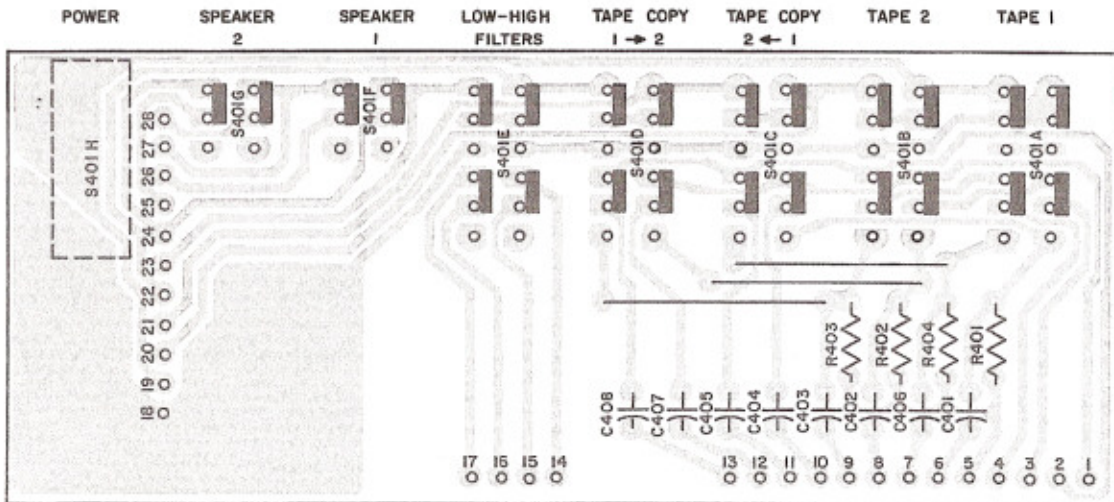 POWER
SPEAKER 2
SPEAKER 1
LOW-HIGH FILTERS
TAPE COPY 1 → 2
TAPE COPY 2 ← 1
TAPE 2
TAPE 1
S401H
S401G
S401F
S401E
S401D
S401C
S401B
S401A
28
27
26
25
24
23
22
21
20
19
18
R403
R402
R404
R401
C408
C407
C405
C404
C403
C402
C406
C401
17 16 15 14 13 12 11 10 9 8 7 6 5 4 3 2 1